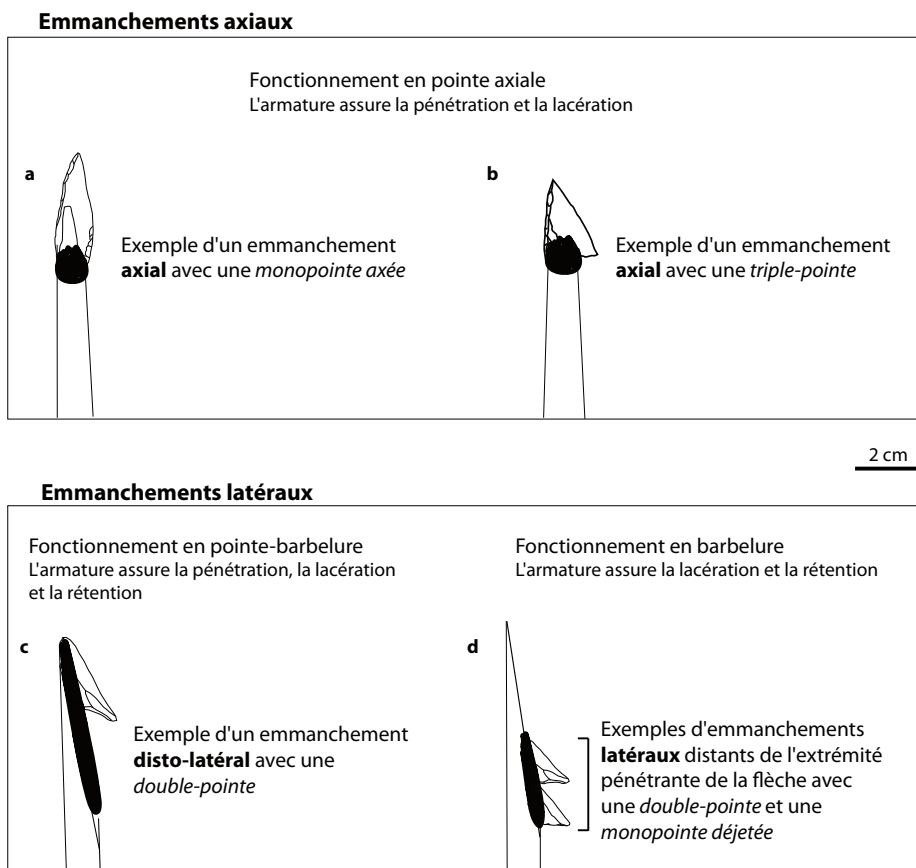 Emmanchements axiaux
Fonctionnement en pointe axiale
L'armature assure la pénétration et la lacération
a
Exemple d'un emmanchement
axial avec une monopointe axée
b
Exemple d'un emmanchement
axial avec une triple-pointe
2 cm
Emmanchements latéraux
Fonctionnement en pointe-barbelure
L'armature assure la pénétration, la lacération
et la rétention
c
Exemple d'un emmanchement
disto-latéral avec une
double-pointe
Fonctionnement en barbelure
L'armature assure la lacération et la rétention
d
Exemples d'emmanchements
latéraux distants de l'extrémité
pénétrante de la flèche avec
une double-pointe et une
monopointe déjetée